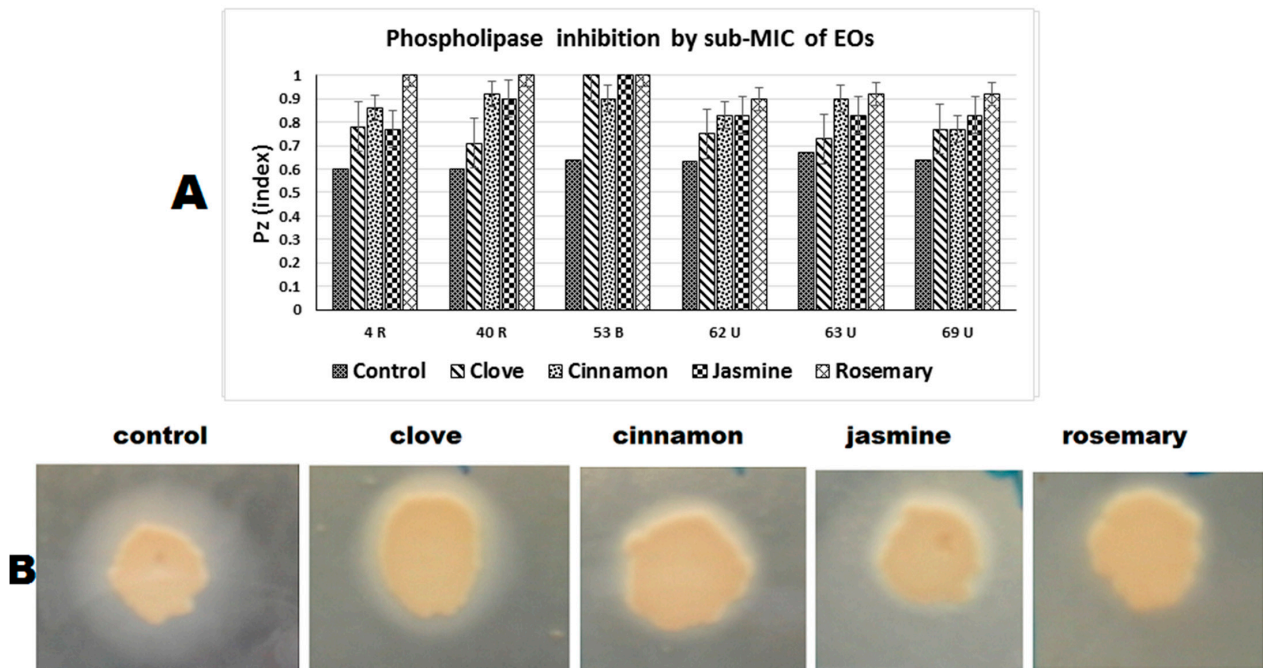 Phospholipase inhibition by sub-MIC of EOs
A
Pz (index)
1
0.9
0.8
0.7
0.6
0.5
0.4
0.3
0.2
0.1
0
4 R 40 R 53 B 62 U 63 U 69 U
Control Clove Cinnamon Jasmine Rosemary
control clove cinnamon jasmine rosemary
B